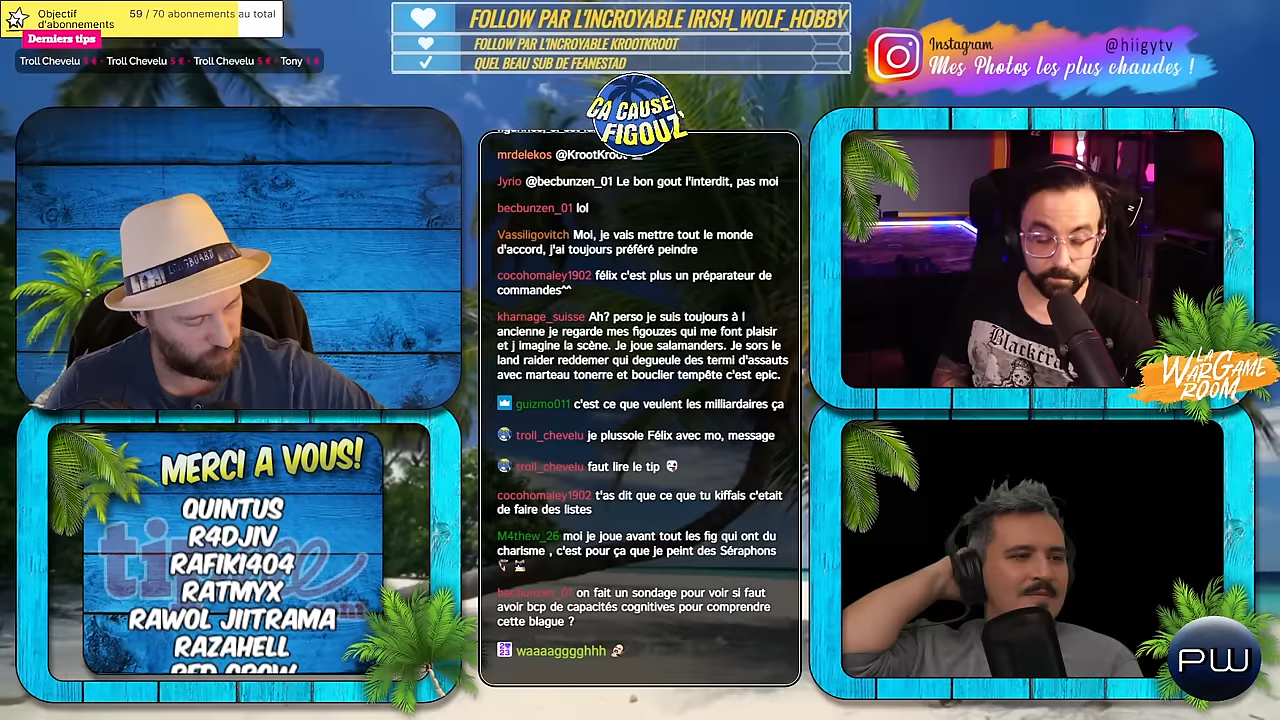 Objectif
d'abonnements
59 / 70 abonnements au total
Derniers tips
Troll Chevelu 5 € · Troll Chevelu 5 € · Troll Chevelu 5 € · Tony 5 €
FOLLOW PAR L'INCROYABLE IRISH_WOLF_HOBBY
FOLLOW PAR L'INCROYABLE KROOTKROOT
QUEL BEAU SUB DE FEANESTAD
Instagram
@hiigytv
Mes Photos les plus chaudes !
ÇA CAUSE
FIGOUZ'
LONGBOARD
mrdelekos @KrootKroot
Jyrio @becbunzen_01 Le bon gout l'interdit, pas moi
becbunzen_01 lol
Vassiligovitch Moi, je vais mettre tout le monde
d'accord, j'ai toujours préféré peindre
cocohomaley1902 félix c'est plus un préparateur de
commandes^^
kharnage_suisse Ah? perso je suis toujours à l
ancienne je regarde mes figouzes qui me font plaisir
et j imagine la scène. Je joue salamanders. Je sors le
land raider reddemer qui degueule des termi d'assauts
avec marteau tonerre et bouclier tempête c'est epic.
guizmo011 c'est ce que veulent les milliardaires ça
troll_chevelu je plussoie Félix avec mo, message
troll_chevelu faut lire le tip
cocohomaley1902 t'as dit que ce que tu kiffais c'etait
de faire des listes
M4thew_26 moi je joue avant tout les fig qui ont du
charisme , c'est pour ça que je peint des Séraphons
becbunzen_01 on fait un sondage pour voir si faut
avoir bcp de capacités cognitives pour comprendre
cette blague ?
waaaagggghhh
MERCI A VOUS!
QUINTUS
R4DJIV
RAFIKI404
RATMYX
RAWOL JIITRAMA
RAZAHELL
RED CROW
LA
WARGAME
ROOM
PW